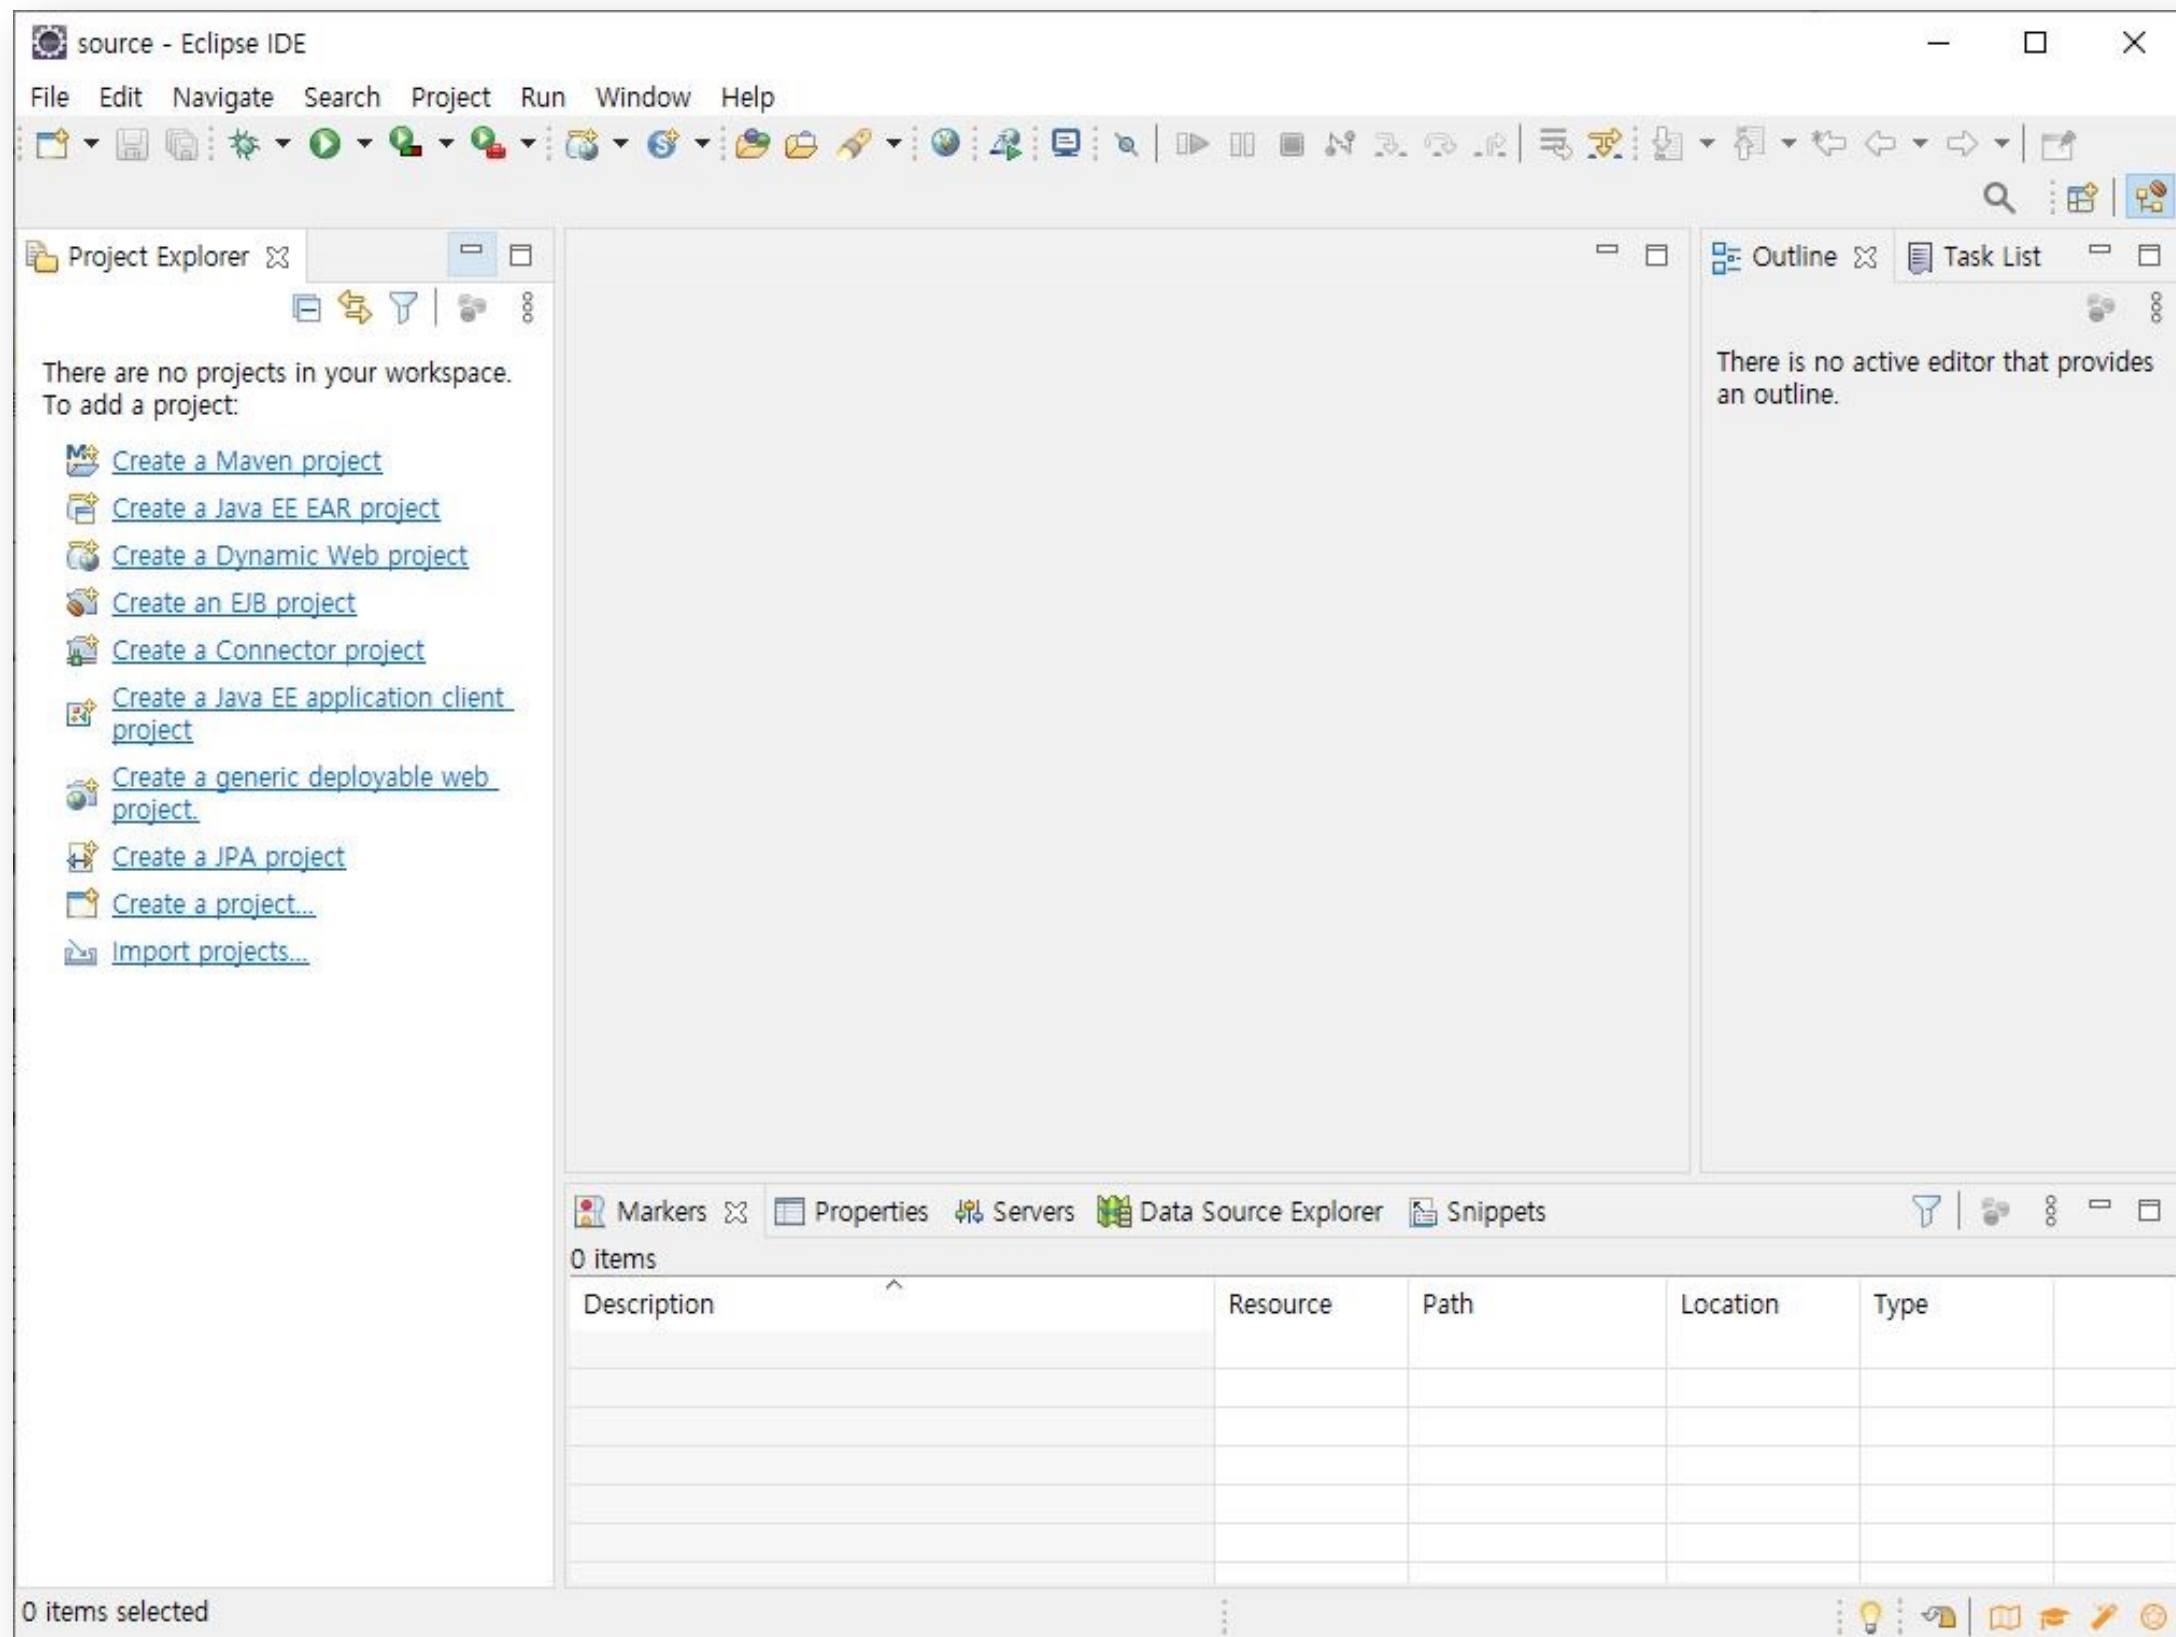 source - Eclipse IDE
File Edit Navigate Search Project Run Window Help
Project Explorer
There are no projects in your workspace.
To add a project:
Create a Maven project
Create a Java EE EAR project
Create a Dynamic Web project
Create an EJB project
Create a Connector project
Create a Java EE application client
project
Create a generic deployable web
project.
Create a JPA project
Create a project...
Import projects...
Outline Task List
There is no active editor that provides
an outline.
Markers Properties Servers Data Source Explorer Snippets
0 items
Description Resource Path Location Type
0 items selected